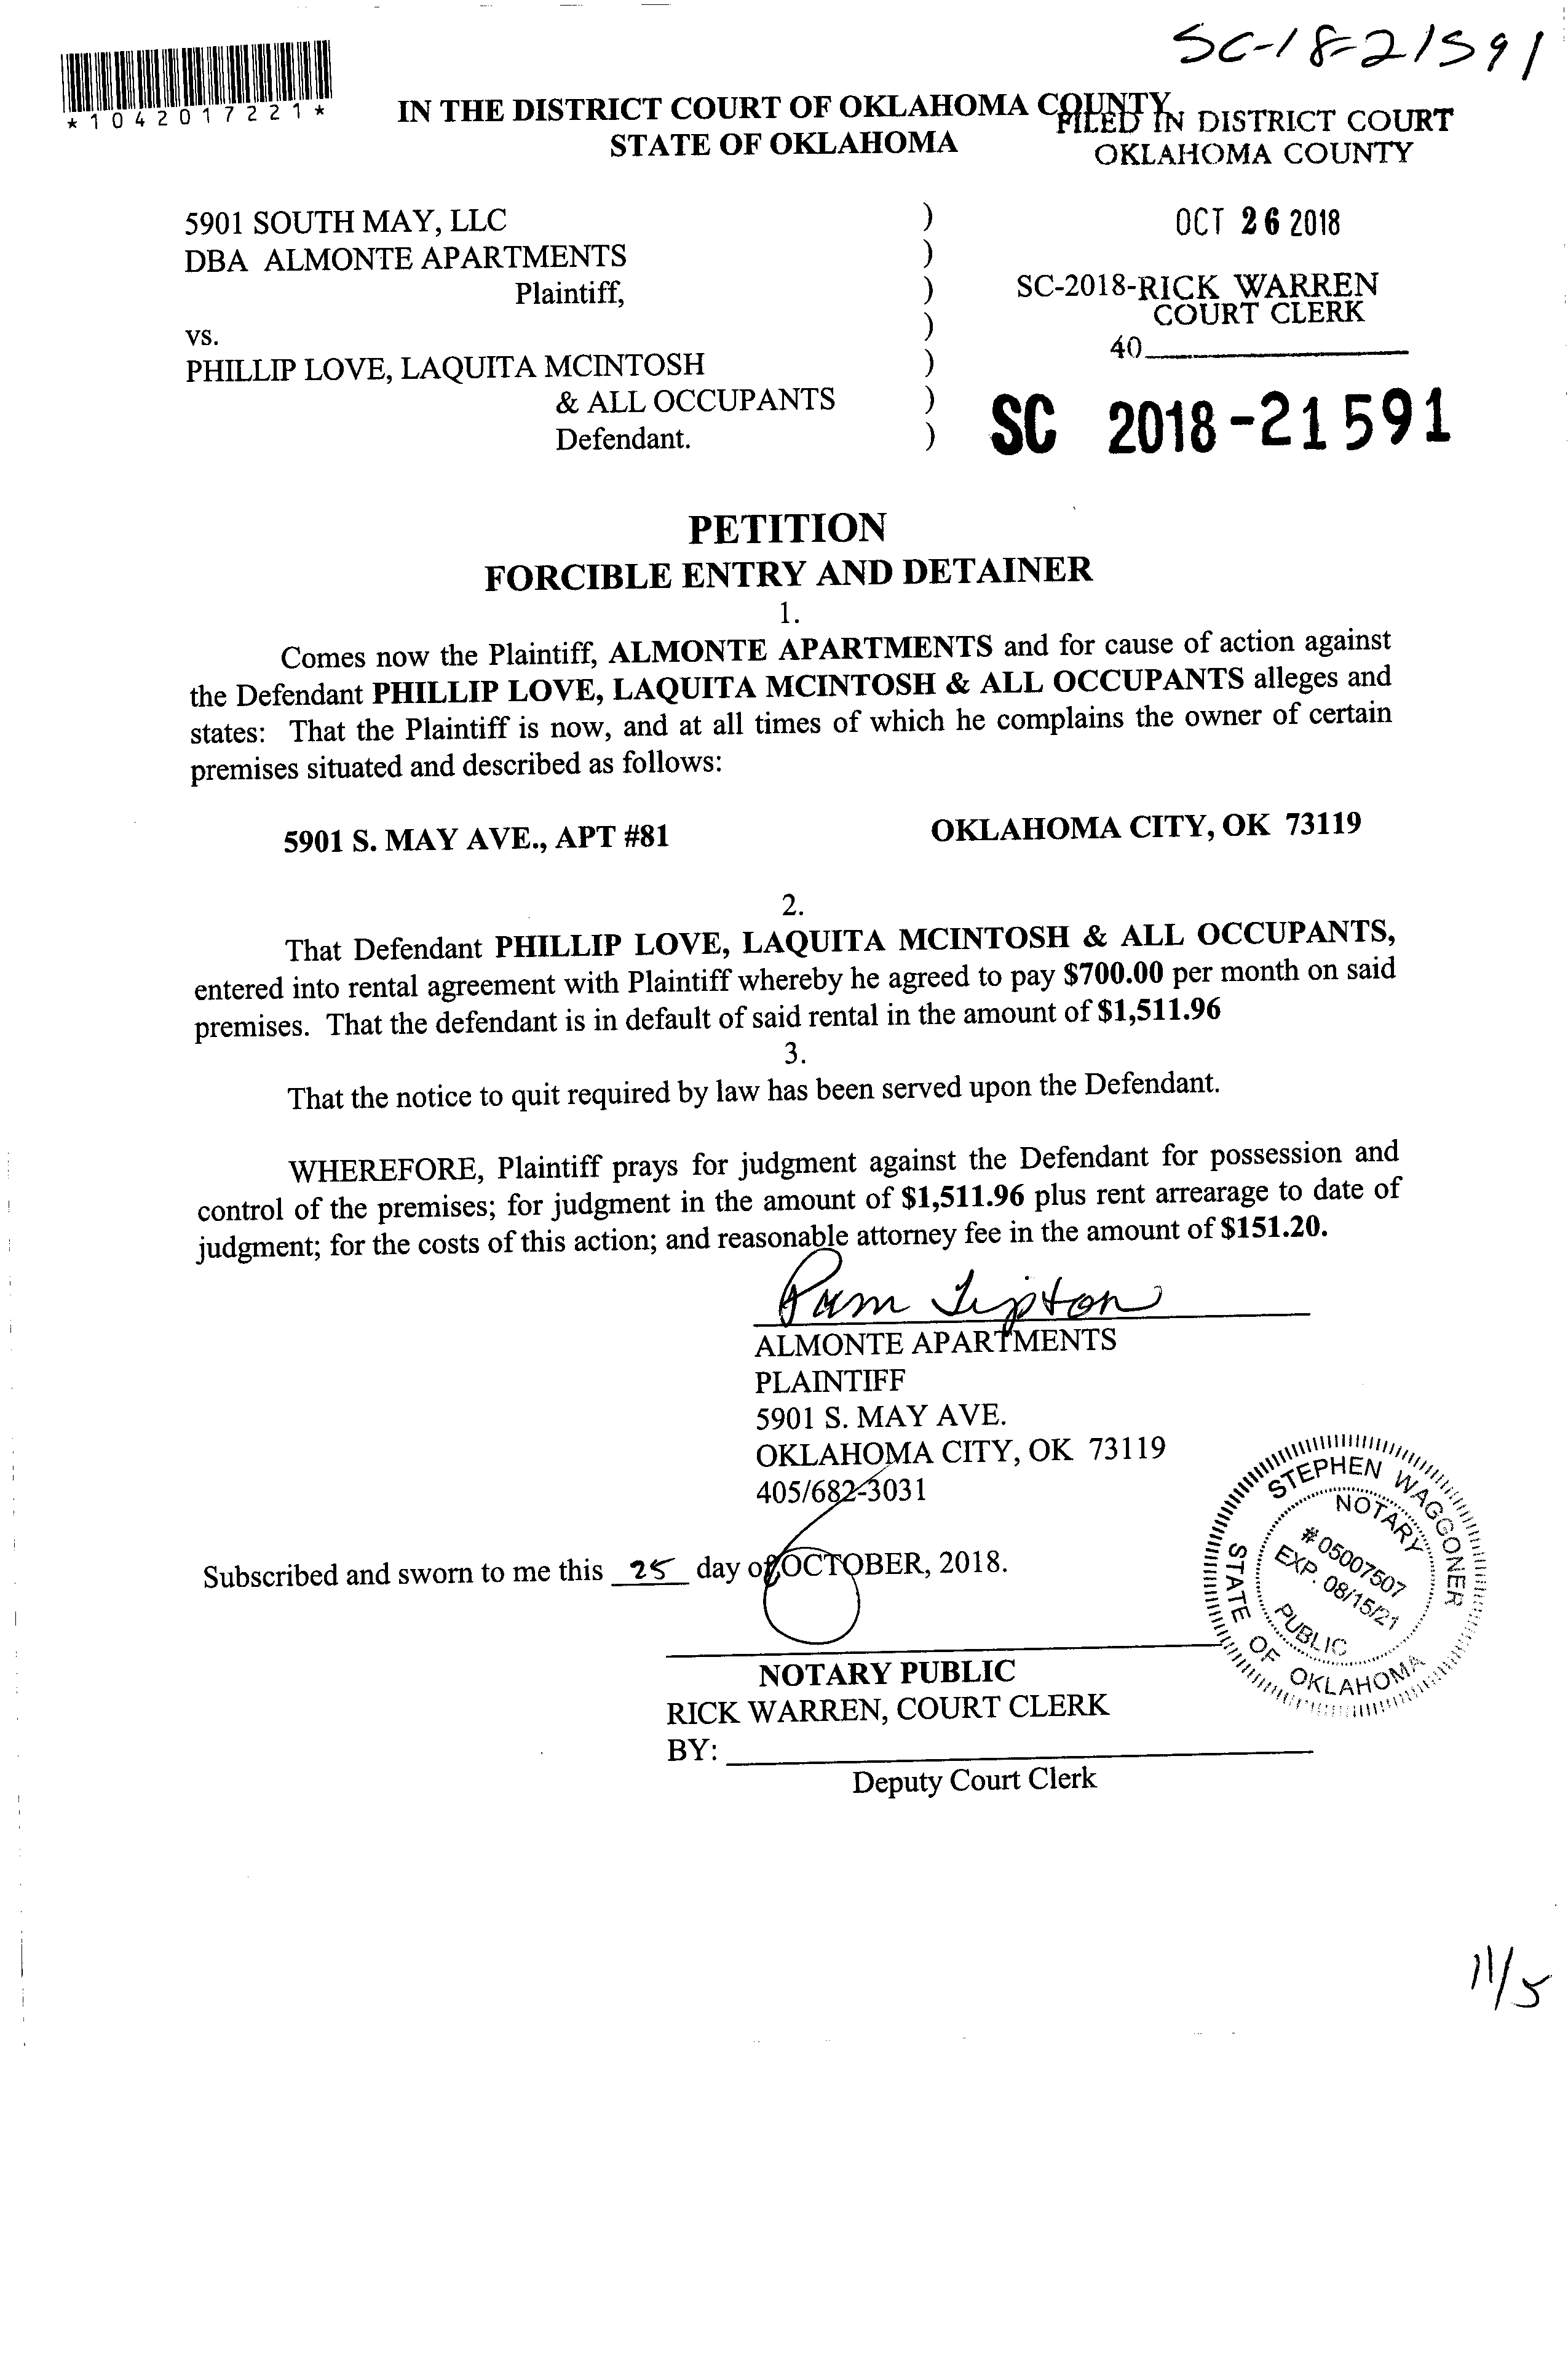 SC-18-21591
*1042017221*
IN THE DISTRICT COURT OF OKLAHOMA COUNTY
STATE OF OKLAHOMA
FILED IN DISTRICT COURT
OKLAHOMA COUNTY
5901 SOUTH MAY, LLC )
DBA ALMONTE APARTMENTS )
Plaintiff, )
OCT 26 2018
SC-2018-
RICK WARREN
COURT CLERK
40
vs. )
PHILLIP LOVE, LAQUITA MCINTOSH )
& ALL OCCUPANTS )
Defendant. )
SC 2018-21591
PETITION
FORCIBLE ENTRY AND DETAINER
1.
Comes now the Plaintiff, ALMONTE APARTMENTS and for cause of action against
the Defendant PHILLIP LOVE, LAQUITA MCINTOSH & ALL OCCUPANTS alleges and
states: That the Plaintiff is now, and at all times of which he complains the owner of certain
premises situated and described as follows:
5901 S. MAY AVE., APT #81 OKLAHOMA CITY, OK 73119
2.
That Defendant PHILLIP LOVE, LAQUITA MCINTOSH & ALL OCCUPANTS,
entered into rental agreement with Plaintiff whereby he agreed to pay $700.00 per month on said
premises. That the defendant is in default of said rental in the amount of $1,511.96
3.
That the notice to quit required by law has been served upon the Defendant.
WHEREFORE, Plaintiff prays for judgment against the Defendant for possession and
control of the premises; for judgment in the amount of $1,511.96 plus rent arrearage to date of
judgment; for the costs of this action; and reasonable attorney fee in the amount of $151.20.
Pam Tipton
ALMONTE APARTMENTS
PLAINTIFF
5901 S. MAY AVE.
OKLAHOMA CITY, OK 73119
405/682-3031
Subscribed and sworn to me this 25 day of OCTOBER, 2018.
STEPHEN WAGGONER
NOTARY
# 05007507
EXP. 08/15/21
PUBLIC
STATE OF OKLAHOMA
NOTARY PUBLIC
RICK WARREN, COURT CLERK
BY:
Deputy Court Clerk
11/5